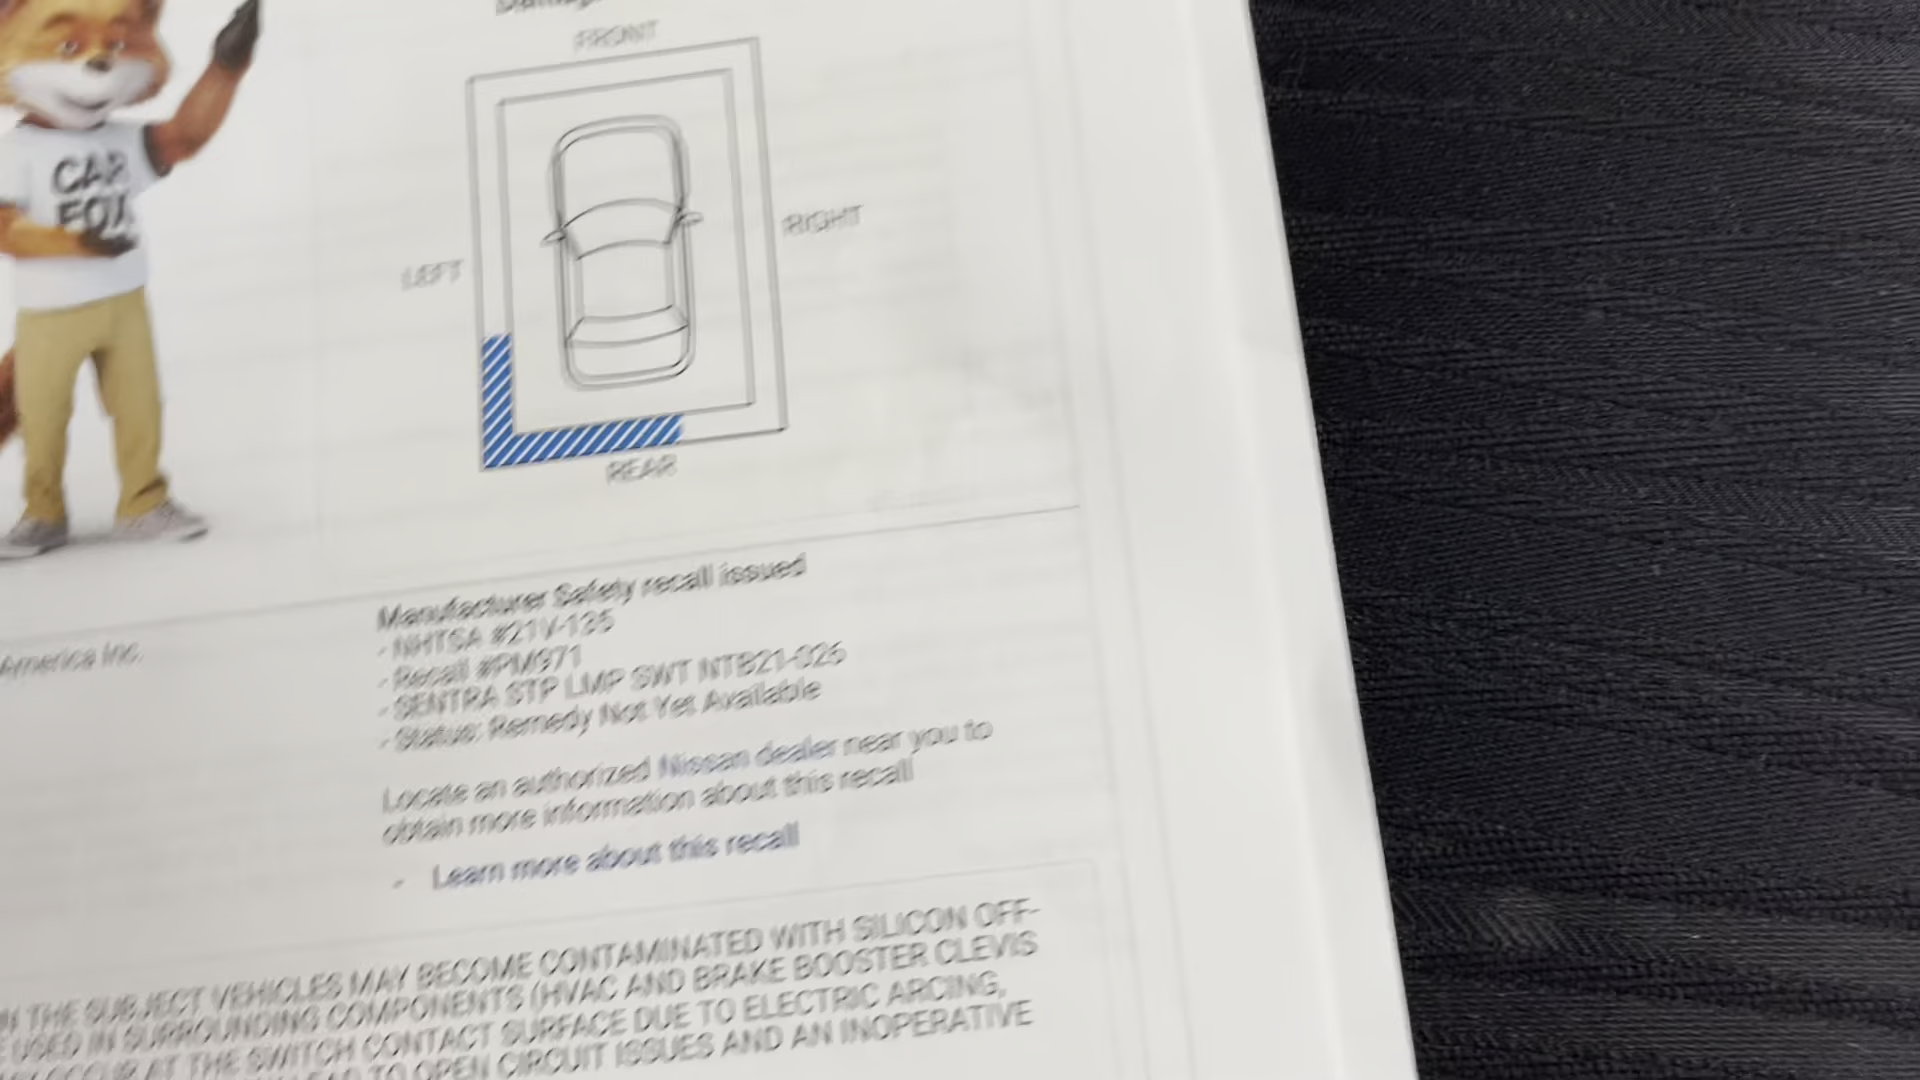 FRONT
CAR
FOX
RIGHT
LEFT
REAR
Manufacturer Safety recall issued
- NHTSA #21V-135
America Inc.
- Recall #PM971
- SENTRA STP LMP SWT NTB21-026
- Status: Remedy Not Yet Available
Locate an authorized Nissan dealer near you to
obtain more information about this recall
- Learn more about this recall
IN THE SUBJECT VEHICLES MAY BECOME CONTAMINATED WITH SILICON OFF-
USED IN SURROUNDING COMPONENTS (HVAC AND BRAKE BOOSTER CLEVIS
OCCUR AT THE SWITCH CONTACT SURFACE DUE TO ELECTRIC ARCING,
LEAD TO OPEN CIRCUIT ISSUES AND AN INOPERATIVE